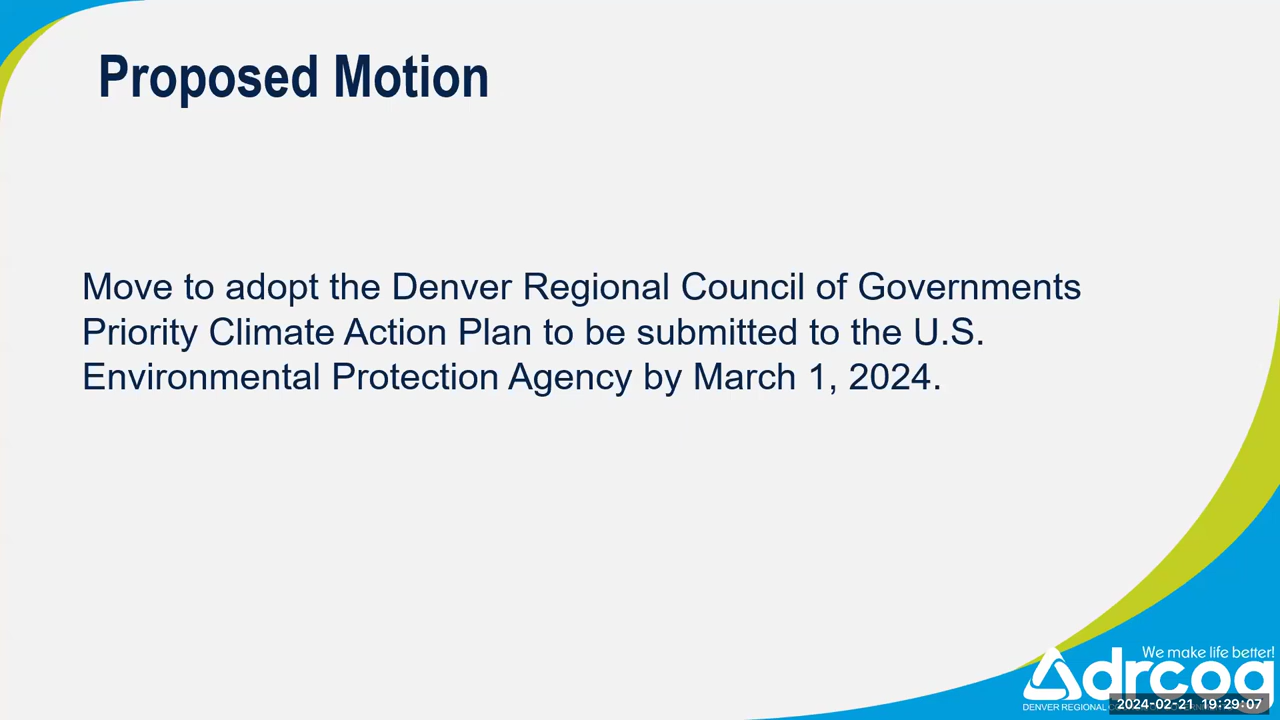 Proposed Motion
Move to adopt the Denver Regional Council of Governments
Priority Climate Action Plan to be submitted to the U.S.
Environmental Protection Agency by March 1, 2024.
We make life better!
drcog
DENVER REGIONAL
2024-02-21 19:29:07